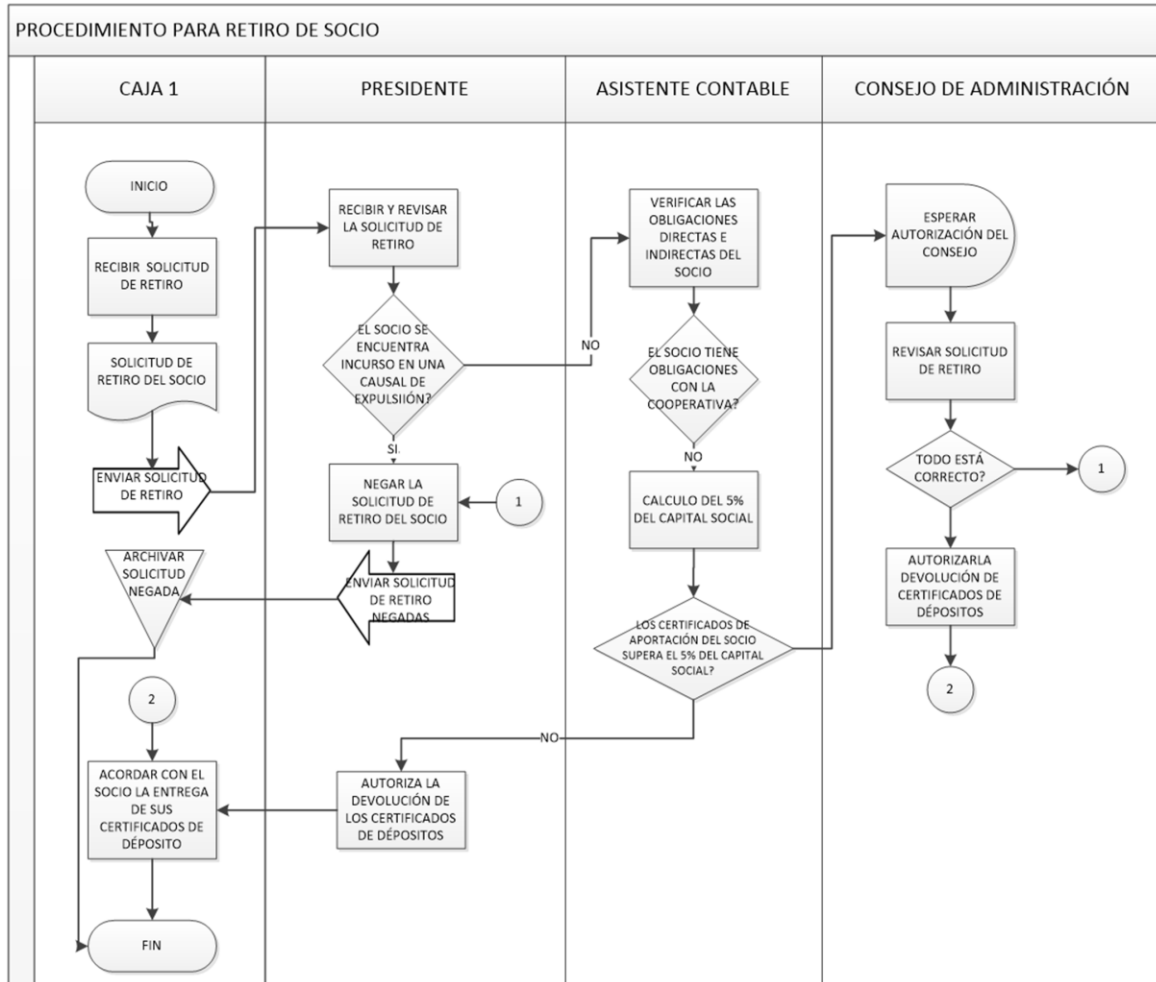 PROCEDIMIENTO PARA RETIRO DE SOCIO
CAJA 1
PRESIDENTE
ASISTENTE CONTABLE
CONSEJO DE ADMINISTRACIÓN
INICIO
RECIBIR SOLICITUD
DE RETIRO
SOLICITUD DE
RETIRO DEL SOCIO
ENVIAR SOLICITUD
DE RETIRO
ARCHIVAR
SOLICITUD
NEGADA
2
ACORDAR CON EL
SOCIO LA ENTREGA
DE SUS
CERTIFICADOS DE
DÉPOSITO
FIN
RECIBIR Y REVISAR
LA SOLICITUD DE
RETIRO
EL SOCIO SE
ENCUENTRA
INCURSO EN UNA
CAUSAL DE
EXPULSIIÓN?
NO
SI.
NEGAR LA
SOLICITUD DE
RETIRO DEL SOCIO
1
ENVIAR SOLICITUD
DE RETIRO
NEGADAS
NO
AUTORIZA LA
DEVOLUCIÓN DE
LOS CERTIFICADOS
DE DÉPOSITOS
VERIFICAR LAS
OBLIGACIONES
DIRECTAS E
INDIRECTAS DEL
SOCIO
EL SOCIO TIENE
OBLIGACIONES
CON LA
COOPERATIVA?
NO
CALCULO DEL 5%
DEL CAPITAL SOCIAL
LOS CERTIFICADOS DE
APORTACIÓN DEL SOCIO
SUPERA EL 5% DEL CAPITAL
SOCIAL?
ESPERAR
AUTORIZACIÓN DEL
CONSEJO
REVISAR SOLICITUD
DE RETIRO
TODO ESTÁ
CORRECTO?
1
AUTORIZARLA
DEVOLUCIÓN DE
CERTIFICADOS DE
DÉPOSITOS
2